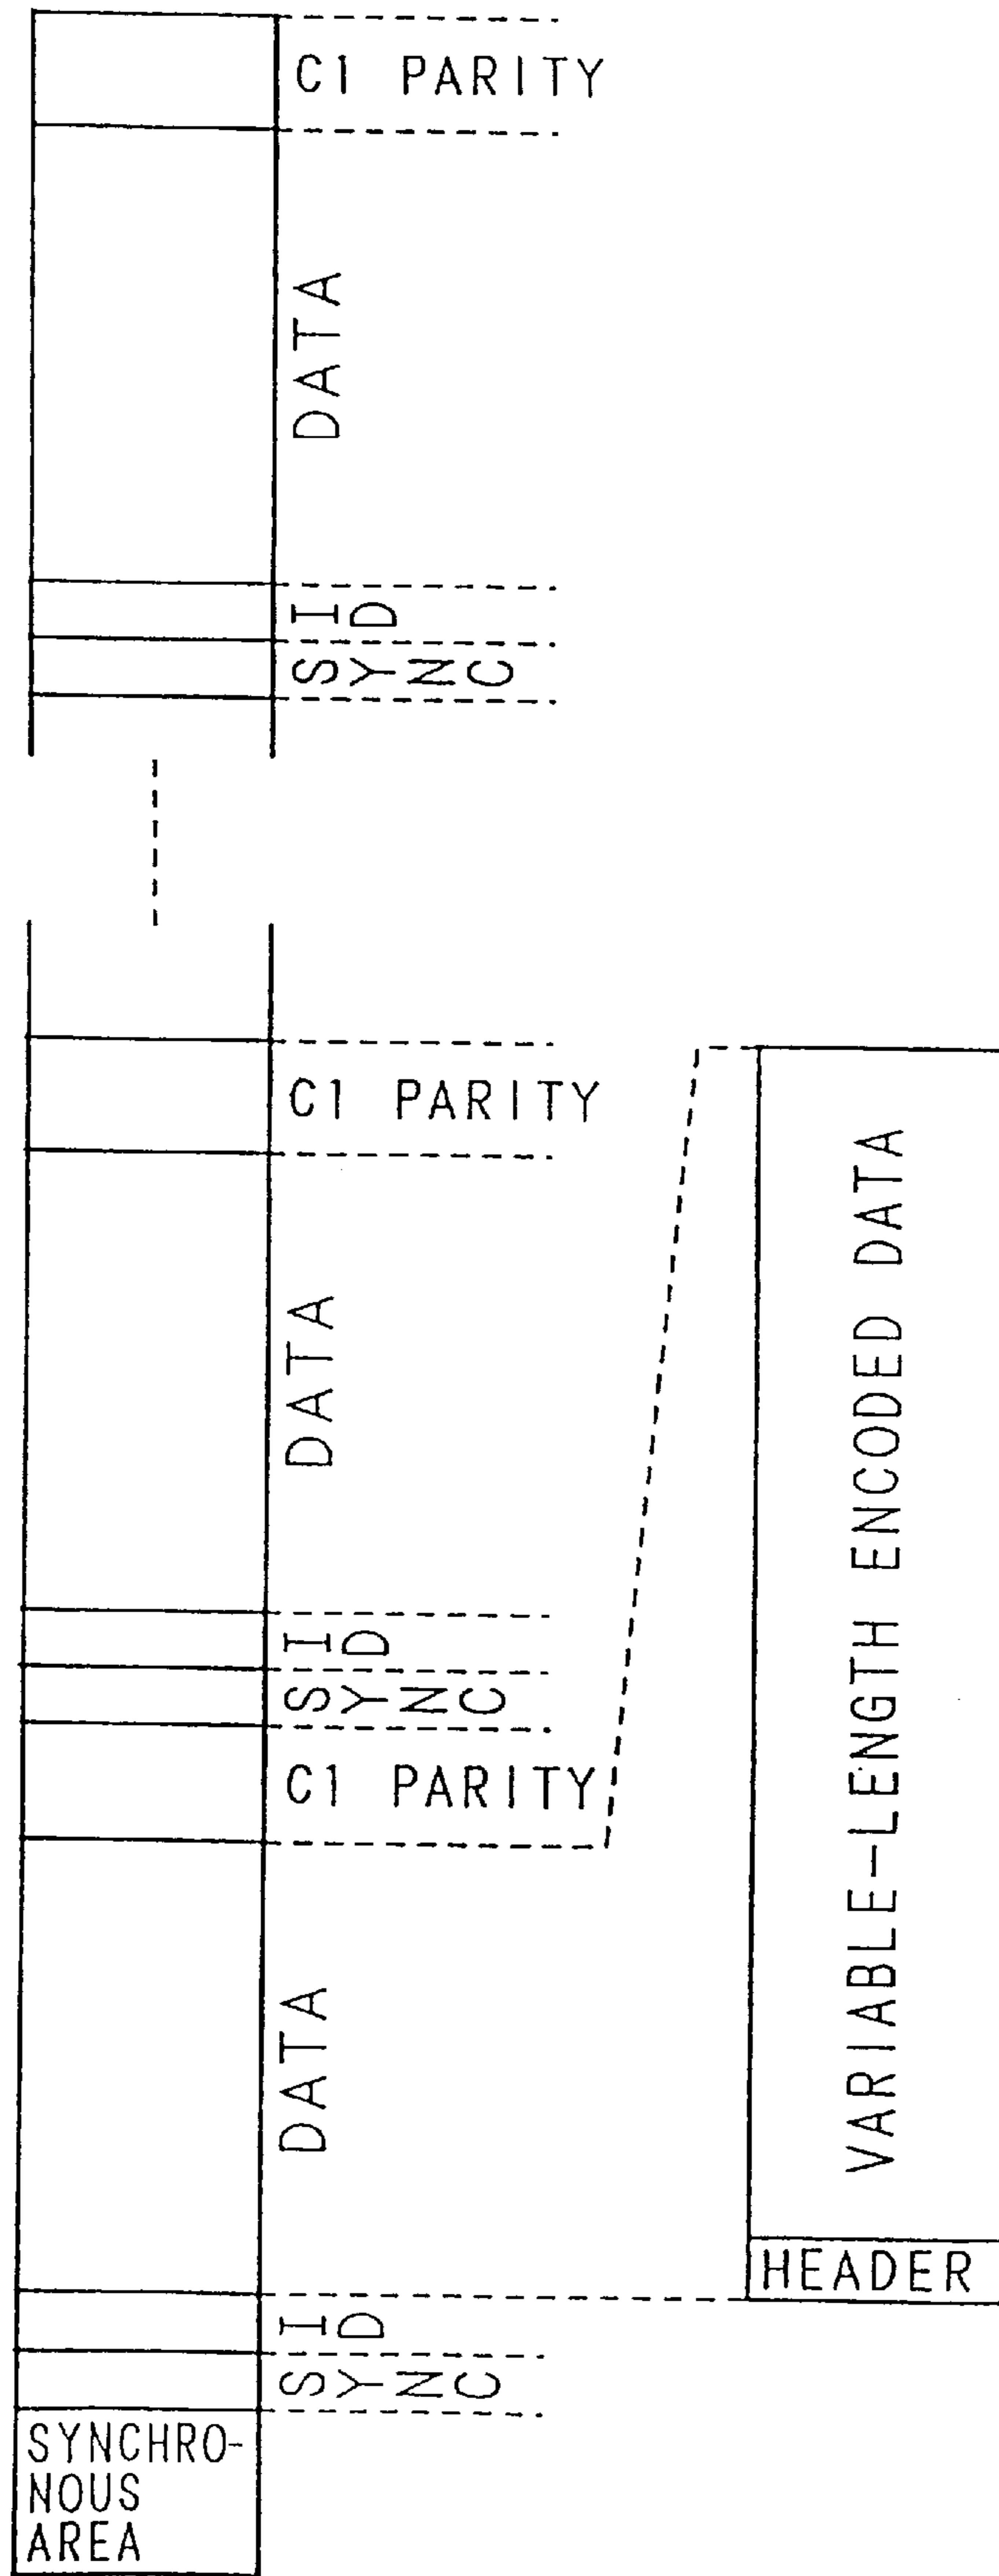 C1 PARITY
DATA
ID
SYNC
C1 PARITY
DATA
ID
SYNC
C1 PARITY
DATA
ID
SYNC
SYNCHRO-
NOUS
AREA
VARIABLE-LENGTH ENCODED DATA
HEADER